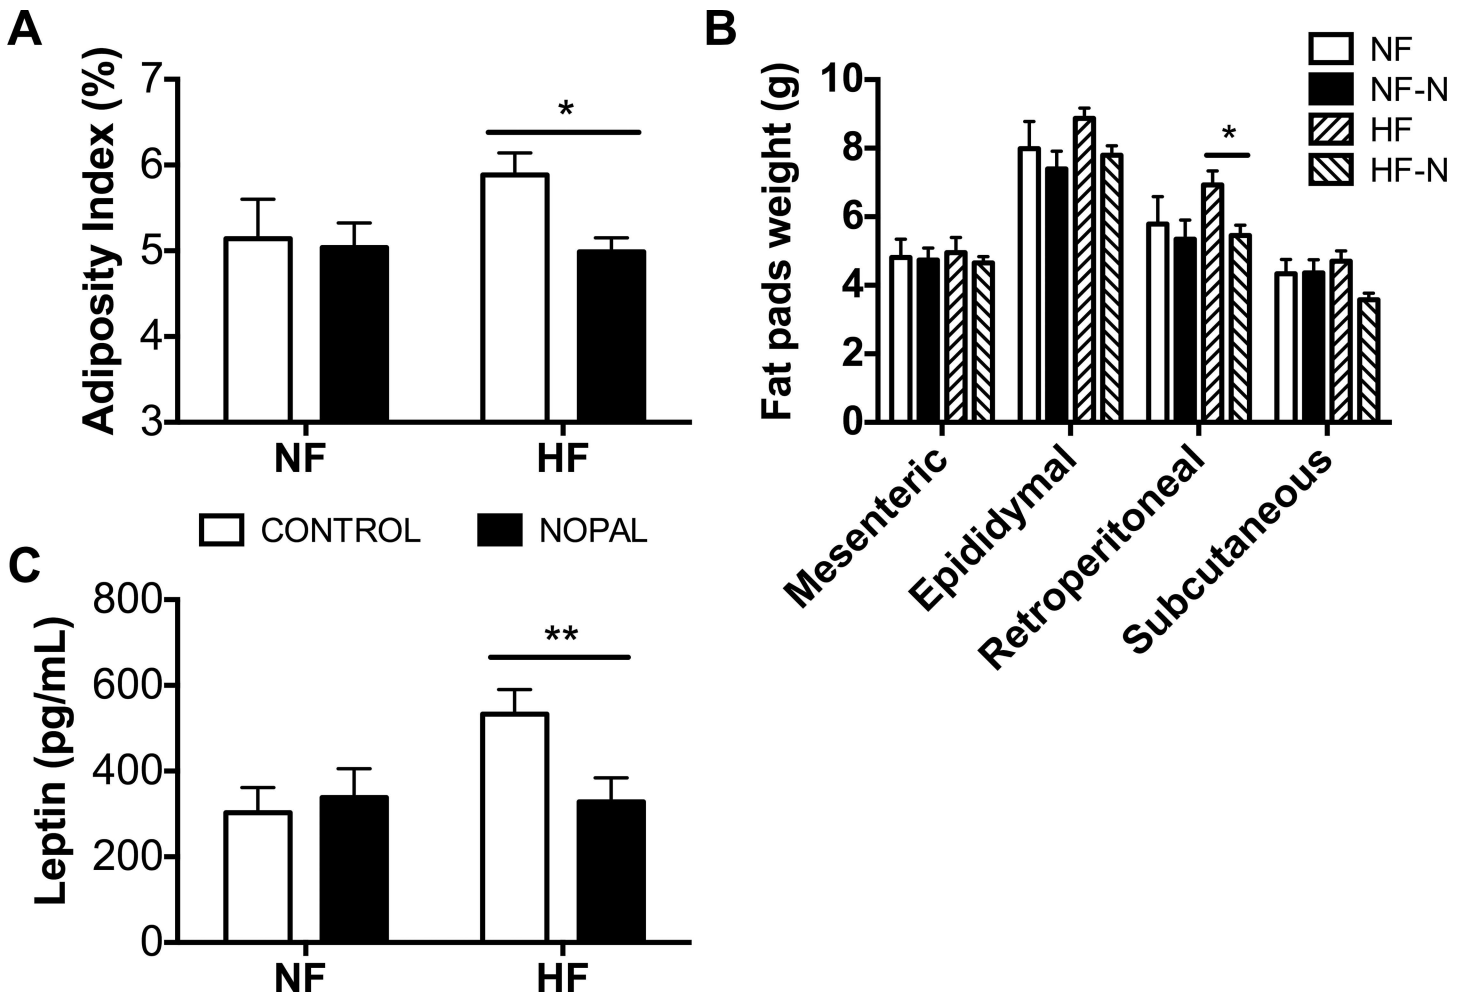 A
Adiposity Index (%)
7
6
5
4
3
*
NF
HF
CONTROL
NOPAL
B
Fat pads weight (g)
10
8
6
4
2
0
*
NF
NF-N
HF
HF-N
Mesenteric
Epididymal
Retroperitoneal
Subcutaneous
C
Leptin (pg/mL)
800
600
400
200
0
**
NF
HF